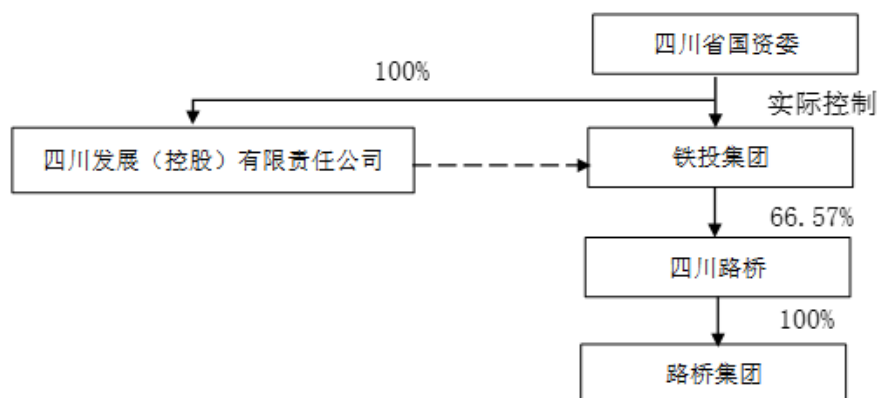 四川省国资委
100%
实际控制
四川发展（控股）有限责任公司
铁投集团
66.57%
四川路桥
100%
路桥集团